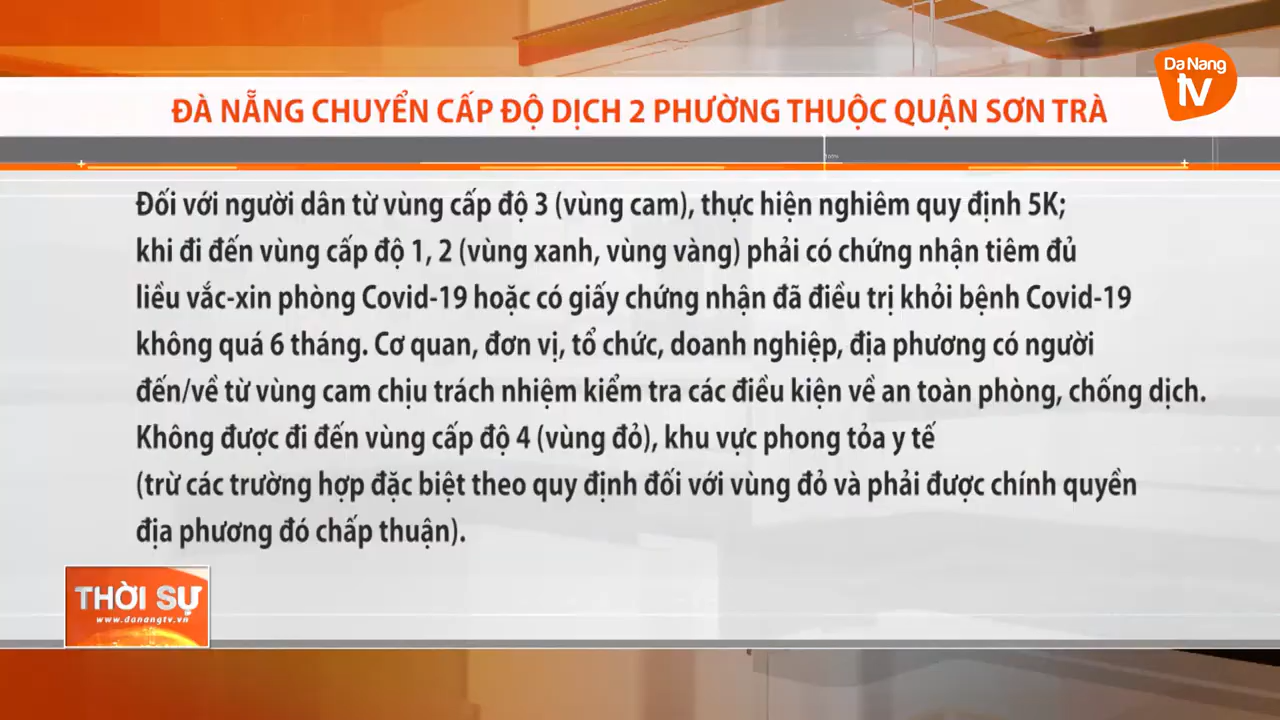 Da Nang
tv
ĐÀ NẴNG CHUYỂN CẤP ĐỘ DỊCH 2 PHƯỜNG THUỘC QUẬN SƠN TRÀ
Đối với người dân từ vùng cấp độ 3 (vùng cam), thực hiện nghiêm quy định 5K;
khi đi đến vùng cấp độ 1, 2 (vùng xanh, vùng vàng) phải có chứng nhận tiêm đủ
liều vắc-xin phòng Covid-19 hoặc có giấy chứng nhận đã điều trị khỏi bệnh Covid-19
không quá 6 tháng. Cơ quan, đơn vị, tổ chức, doanh nghiệp, địa phương có người
đến/về từ vùng cam chịu trách nhiệm kiểm tra các điều kiện về an toàn phòng, chống dịch.
Không được đi đến vùng cấp độ 4 (vùng đỏ), khu vực phong tỏa y tế
(trừ các trường hợp đặc biệt theo quy định đối với vùng đỏ và phải được chính quyền
địa phương đó chấp thuận).
THỜI SỰ
www.danangtv.vn